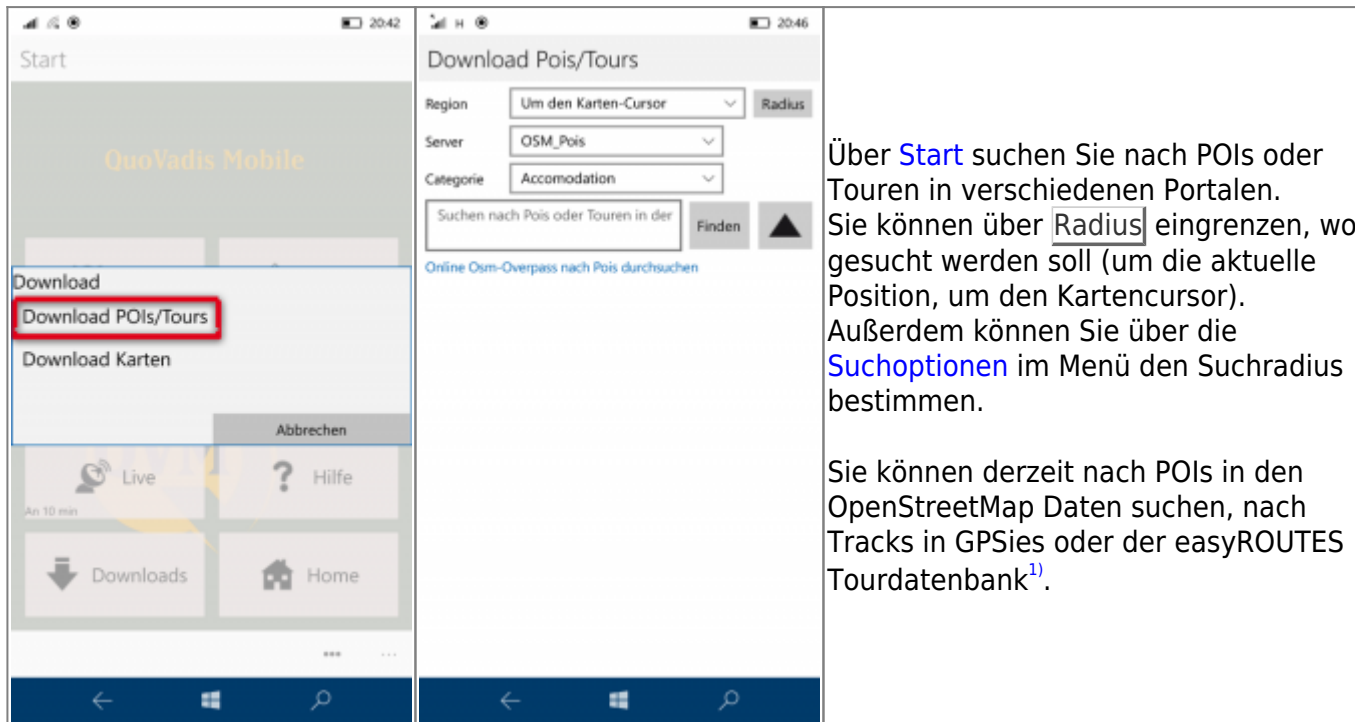 20:42
Start
QuoVadis Mobile
Download
Download POIs/Tours
Download Karten
Abbrechen
Live
? Hilfe
An 10 min
Downloads
Home
H
20:46
Download Pois/Tours
Region
Um den Karten-Cursor
Radius
Server
OSM_Pois
Categorie
Accomodation
Suchen nach Pois oder Touren in der
Finden
Online Osm-Overpass nach Pois durchsuchen
Über Start suchen Sie nach POIs oder
Touren in verschiedenen Portalen.
Sie können über Radius eingrenzen, wo
gesucht werden soll (um die aktuelle
Position, um den Kartencursor).
Außerdem können Sie über die
Suchoptionen im Menü den Suchradius
bestimmen.
Sie können derzeit nach POIs in den
OpenStreetMap Daten suchen, nach
Tracks in GPSies oder der easyROUTES
Tourdatenbank1).